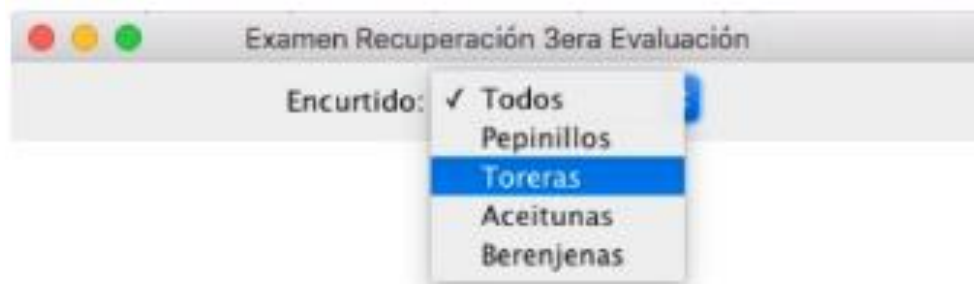 Examen Recuperación 3era Evaluación
Encurtido: ✓ Todos
Pepinillos
Toreras
Aceitunas
Berenjenas